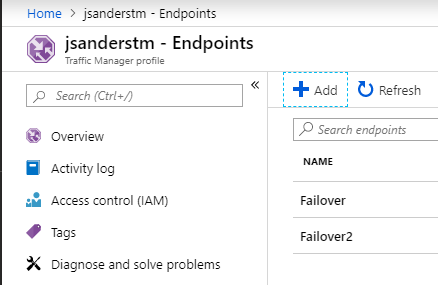 Home > jsanderstm - Endpoints
jsanderstm - Endpoints
Traffic Manager profile
Search (Ctrl+/)
«
Overview
Activity log
Access control (IAM)
Tags
Diagnose and solve problems
Add
Refresh
Search endpoints
NAME
Failover
Failover2